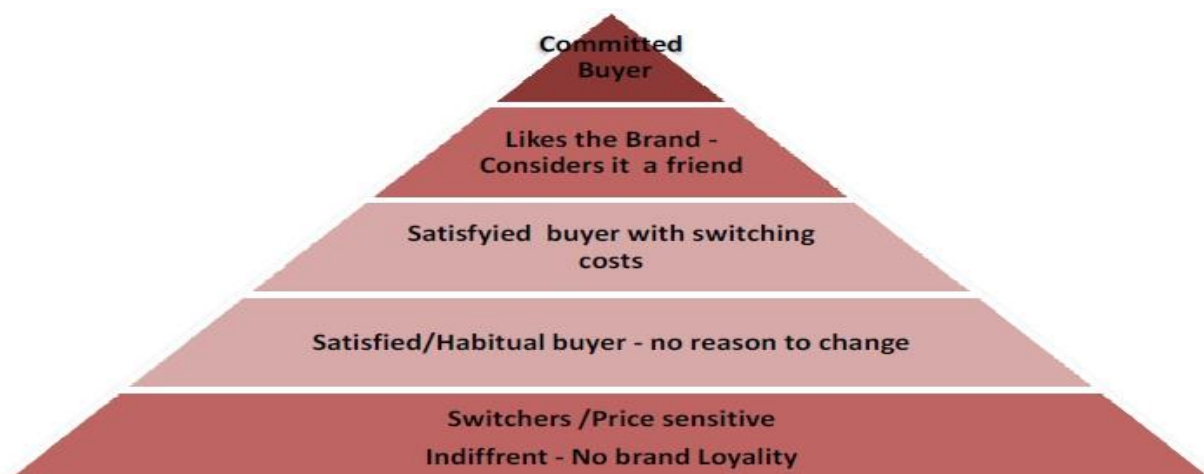 Committed
Buyer
Likes the Brand -
Considers it a friend
Satisfyied buyer with switching
costs
Satisfied/Habitual buyer - no reason to change
Switchers /Price sensitive
Indiffrent - No brand Loyality